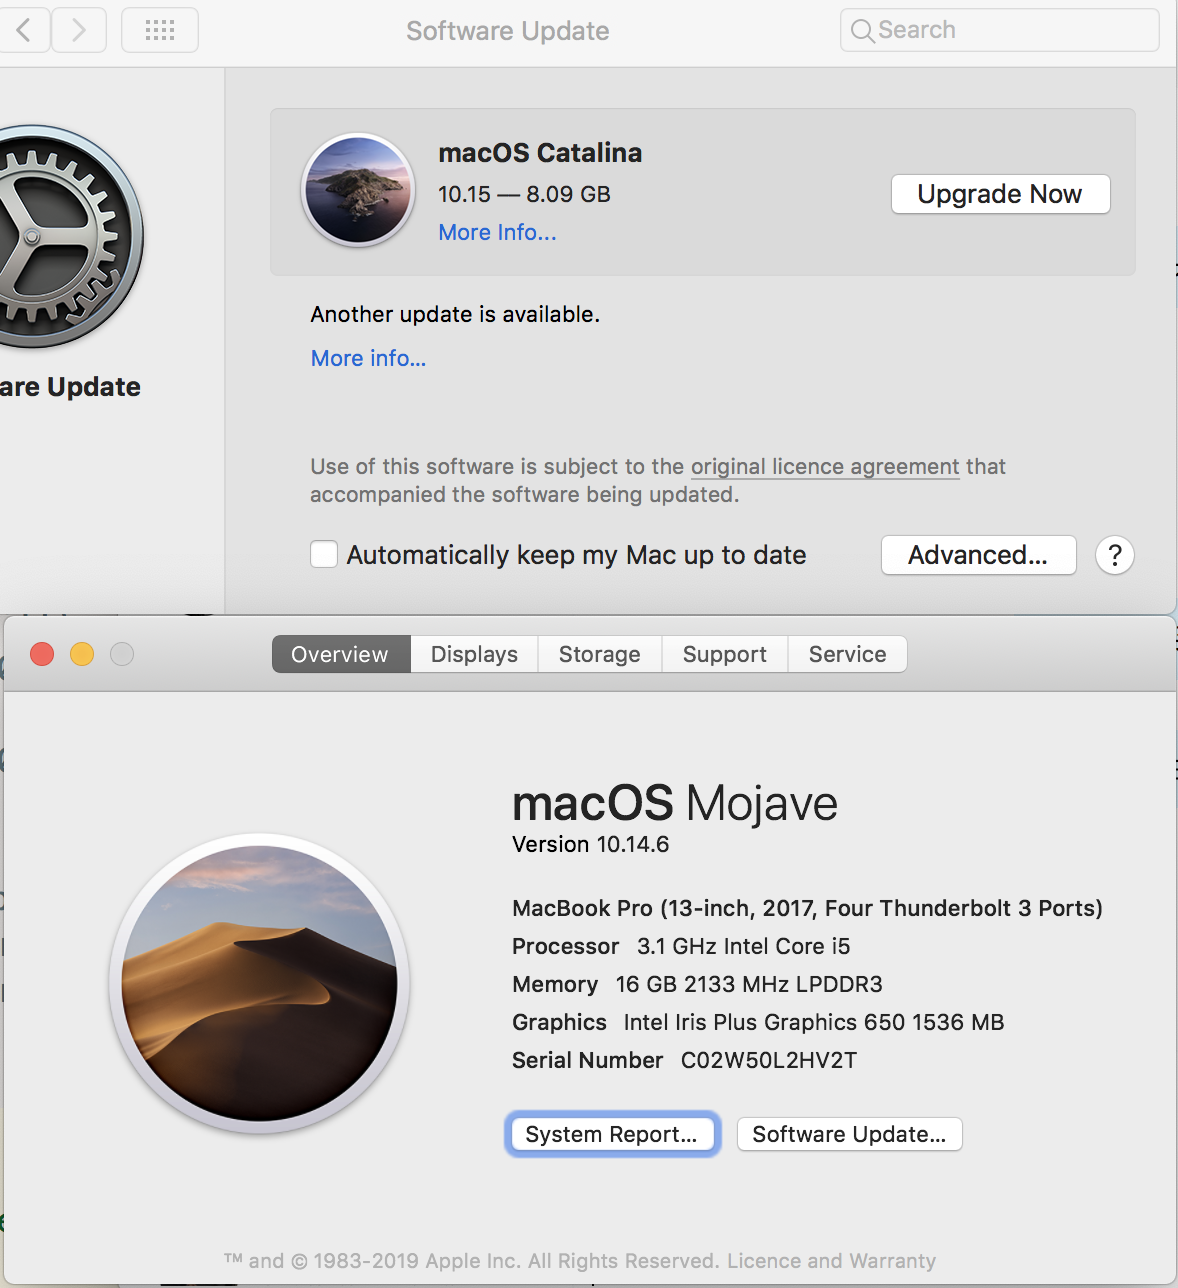 Software Update
Search
macOS Catalina
10.15 — 8.09 GB
More Info...
Upgrade Now
Another update is available.
More info...
are Update
Use of this software is subject to the original licence agreement that
accompanied the software being updated.
Automatically keep my Mac up to date
Advanced...
?
Overview
Displays
Storage
Support
Service
macOS Mojave
Version 10.14.6
MacBook Pro (13-inch, 2017, Four Thunderbolt 3 Ports)
Processor 3.1 GHz Intel Core i5
Memory 16 GB 2133 MHz LPDDR3
Graphics Intel Iris Plus Graphics 650 1536 MB
Serial Number C02W50L2HV2T
System Report...
Software Update...
™ and © 1983-2019 Apple Inc. All Rights Reserved. Licence and Warranty